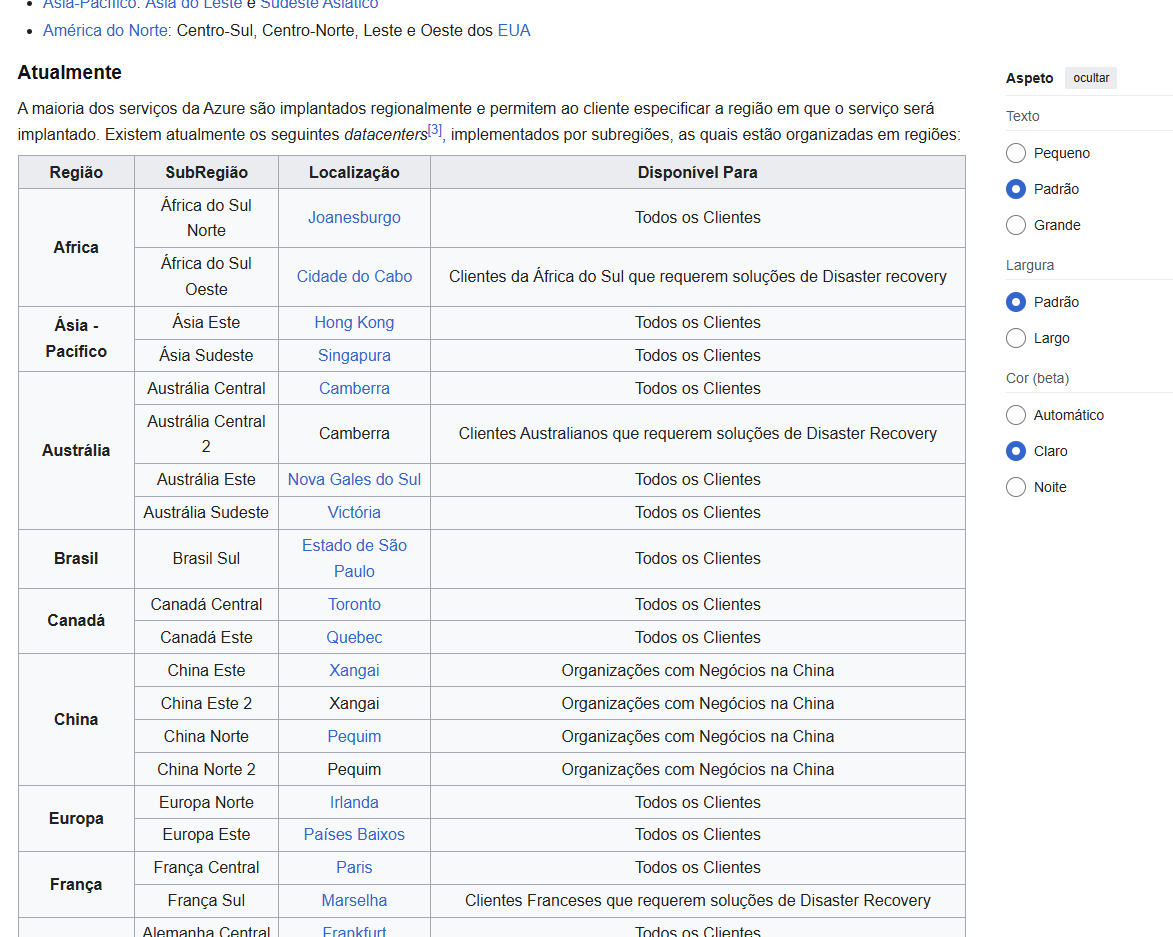 Ásia-Pacífico: Ásia do Leste e Sudeste Asiático
América do Norte: Centro-Sul, Centro-Norte, Leste e Oeste dos EUA
Atualmente
A maioria dos serviços da Azure são implantados regionalmente e permitem ao cliente especificar a região em que o serviço será
implantado. Existem atualmente os seguintes datacenters[3], implementados por subregiões, as quais estão organizadas em regiões:
Região SubRegião Localização Disponível Para
Africa
África do Sul
Norte
Joanesburgo
Todos os Clientes
África do Sul
Oeste
Cidade do Cabo
Clientes da África do Sul que requerem soluções de Disaster recovery
Ásia -
Pacífico
Ásia Este Hong Kong Todos os Clientes
Ásia Sudeste Singapura Todos os Clientes
Austrália
Austrália Central Camberra Todos os Clientes
Austrália Central
2
Camberra
Clientes Australianos que requerem soluções de Disaster Recovery
Austrália Este Nova Gales do Sul Todos os Clientes
Austrália Sudeste Victória Todos os Clientes
Brasil
Brasil Sul
Estado de São
Paulo
Todos os Clientes
Canadá
Canadá Central Toronto Todos os Clientes
Canadá Este Quebec Todos os Clientes
China
China Este Xangai Organizações com Negócios na China
China Este 2 Xangai Organizações com Negócios na China
China Norte Pequim Organizações com Negócios na China
China Norte 2 Pequim Organizações com Negócios na China
Europa
Europa Norte Irlanda Todos os Clientes
Europa Este Países Baixos Todos os Clientes
França
França Central Paris Todos os Clientes
França Sul Marselha Clientes Franceses que requerem soluções de Disaster Recovery
Alemanha Central Frankfurt Todos os Clientes
Aspeto ocultar
Texto
Pequeno
Padrão
Grande
Largura
Padrão
Largo
Cor (beta)
Automático
Claro
Noite